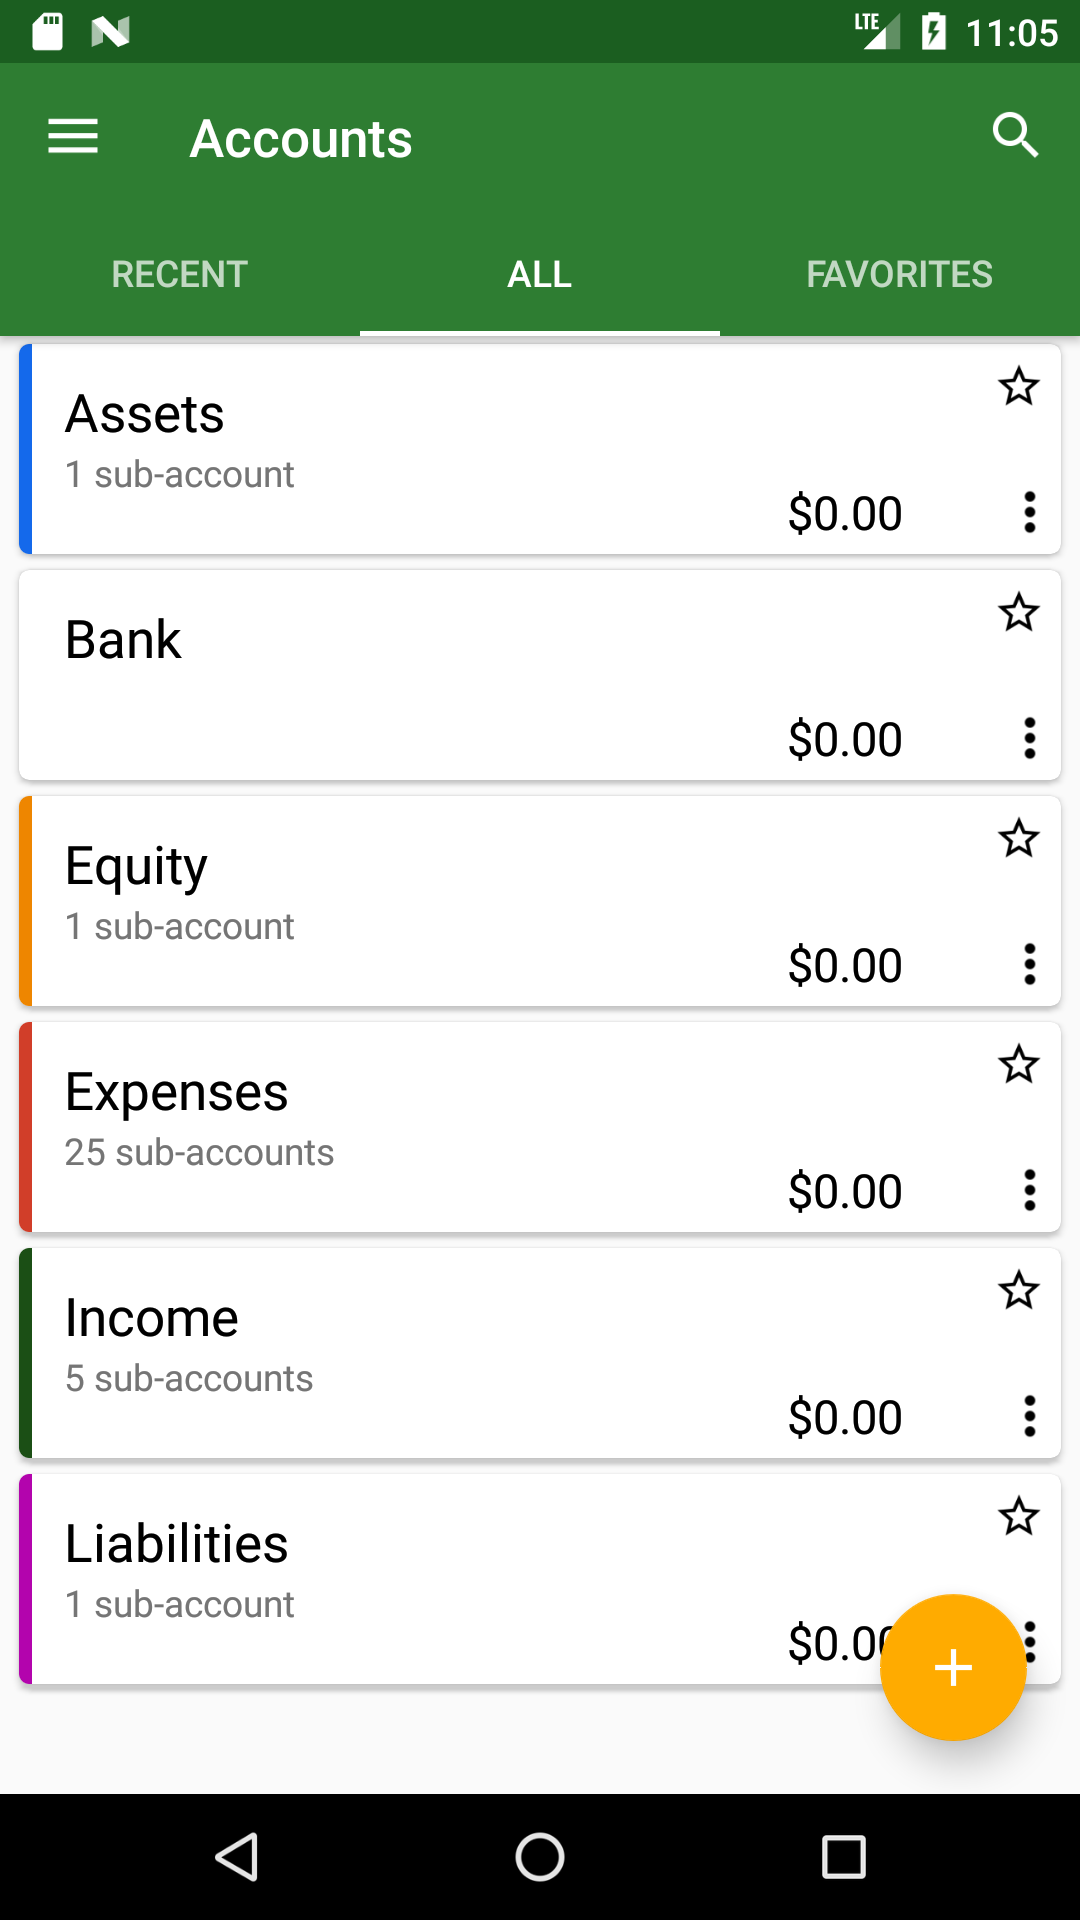 LTE 11:05
Accounts
RECENT ALL FAVORITES
Assets
1 sub-account
$0.00
Bank
$0.00
Equity
1 sub-account
$0.00
Expenses
25 sub-accounts
$0.00
Income
5 sub-accounts
$0.00
Liabilities
1 sub-account
$0.00